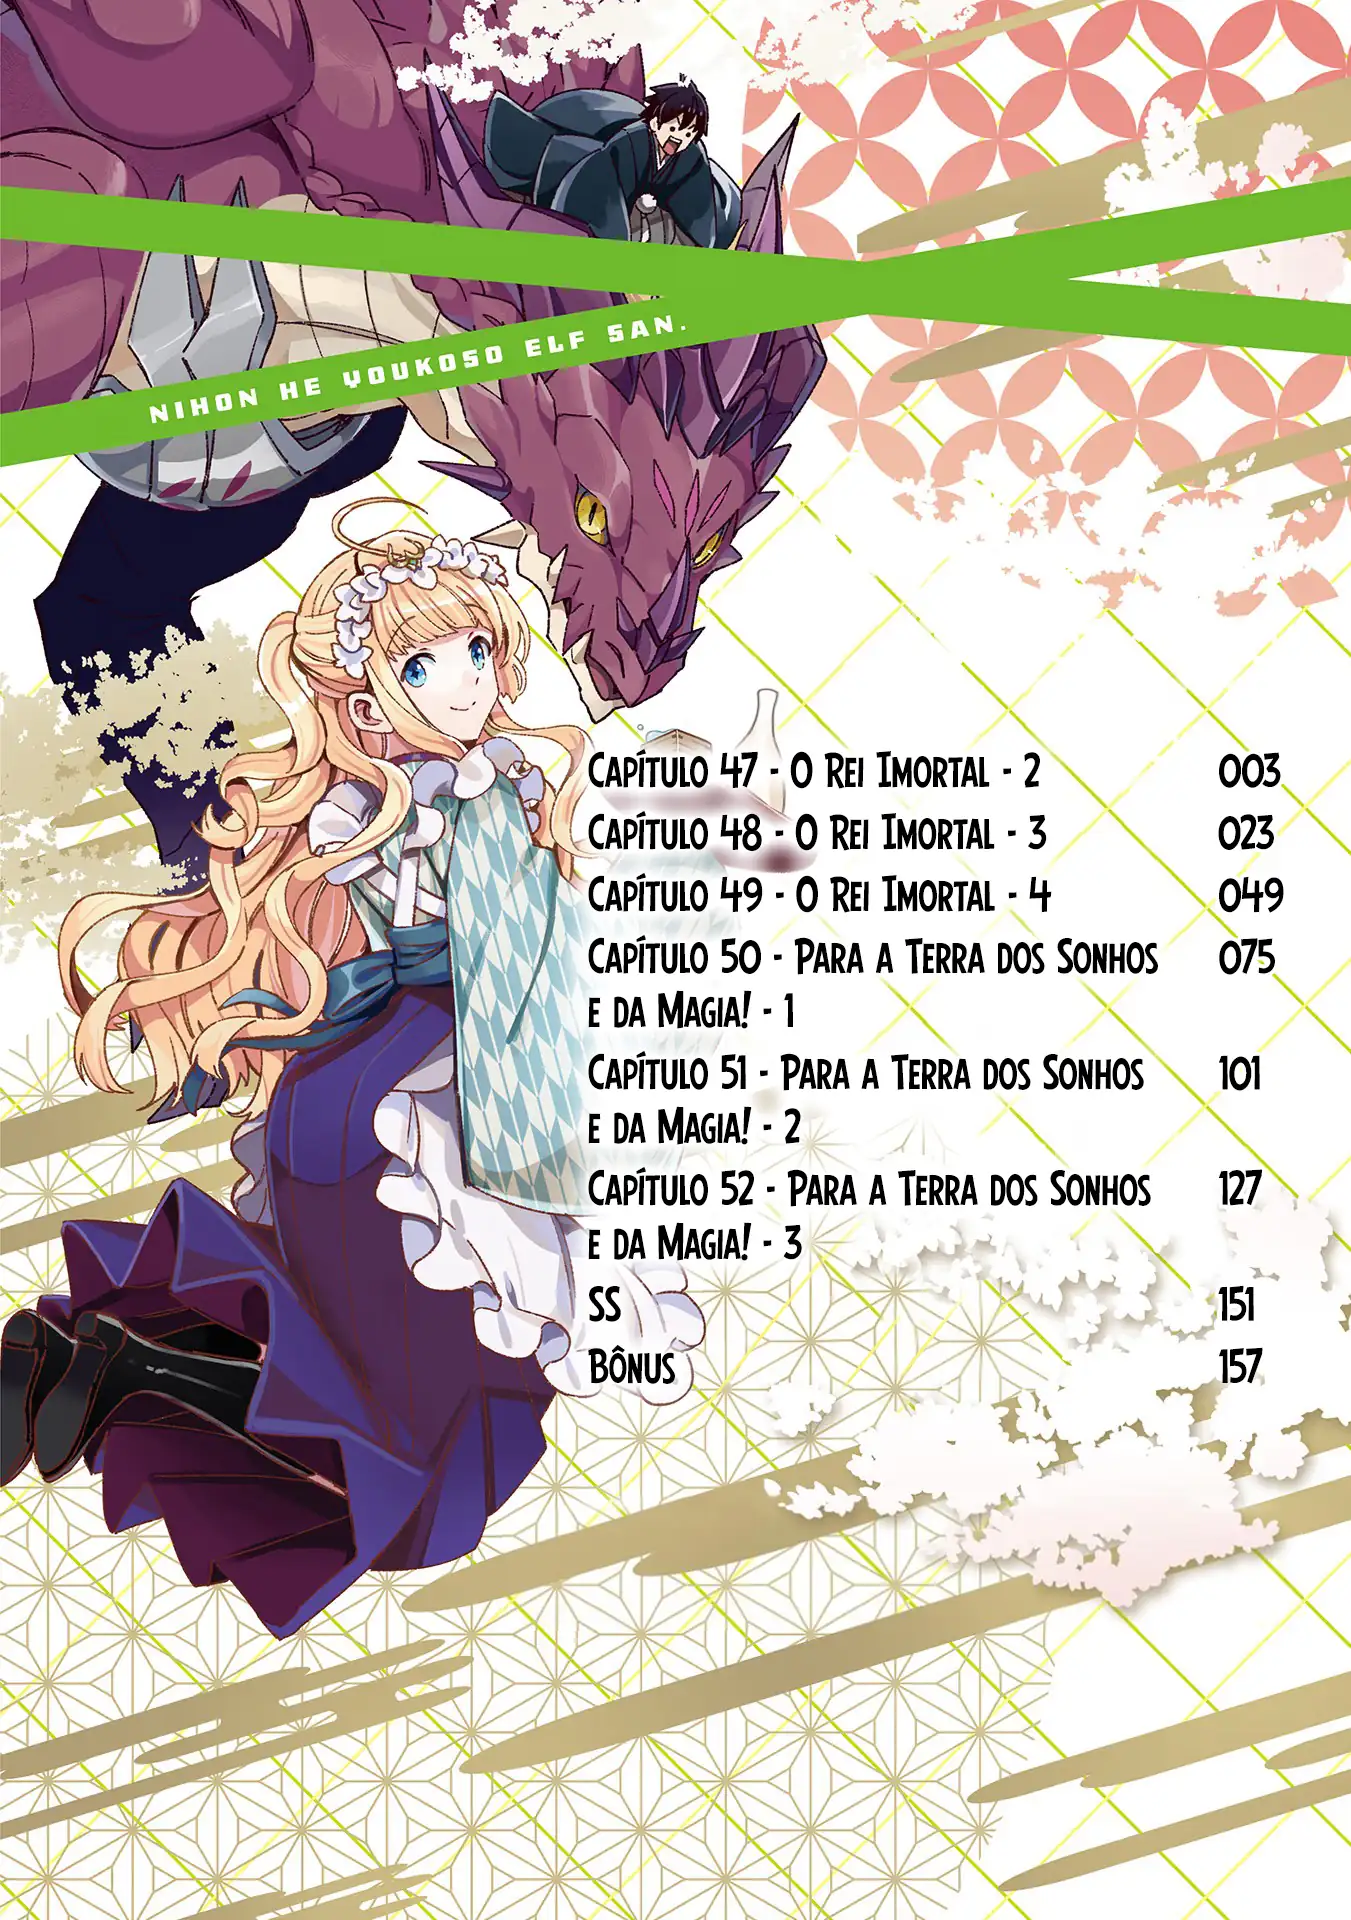 NIHON HE YOUKOSO ELF SAN.
CAPÍTULO 47 - O REI IMORTAL - 2 003
CAPÍTULO 48 - O REI IMORTAL - 3 023
CAPÍTULO 49 - O REI IMORTAL - 4 049
CAPÍTULO 50 - PARA A TERRA DOS SONHOS 075
E DA MAGIA! - 1
CAPÍTULO 51 - PARA A TERRA DOS SONHOS 101
E DA MAGIA! - 2
CAPÍTULO 52 - PARA A TERRA DOS SONHOS 127
E DA MAGIA! - 3
SS 151
BÔNUS 157